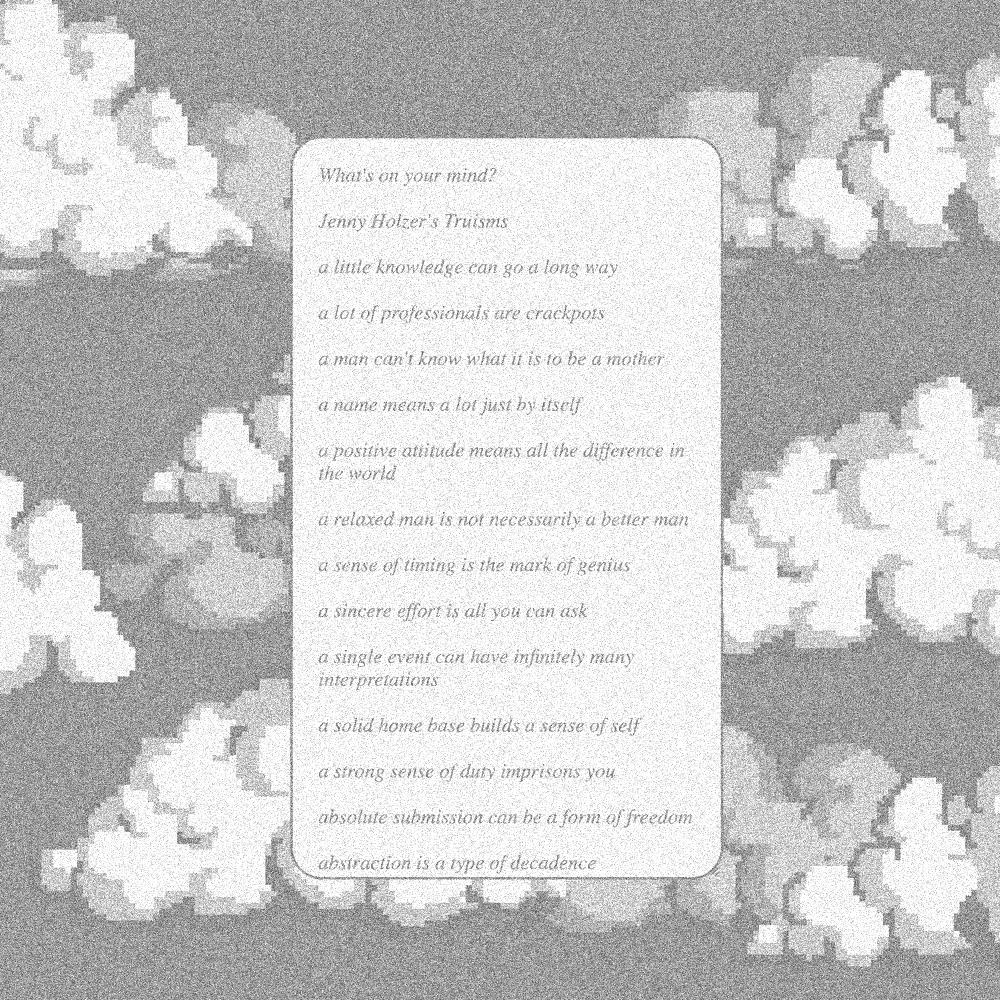 What's on your mind?
Jenny Holzer's Truisms
a little knowledge can go a long way
a lot of professionals are crackpots
a man can't know what it is to be a mother
a name means a lot just by itself
a positive attitude means all the difference in
the world
a relaxed man is not necessarily a better man
a sense of timing is the mark of genius
a sincere effort is all you can ask
a single event can have infinitely many
interpretations
a solid home base builds a sense of self
a strong sense of duty imprisons you
absolute submission can be a form of freedom
abstraction is a type of decadence